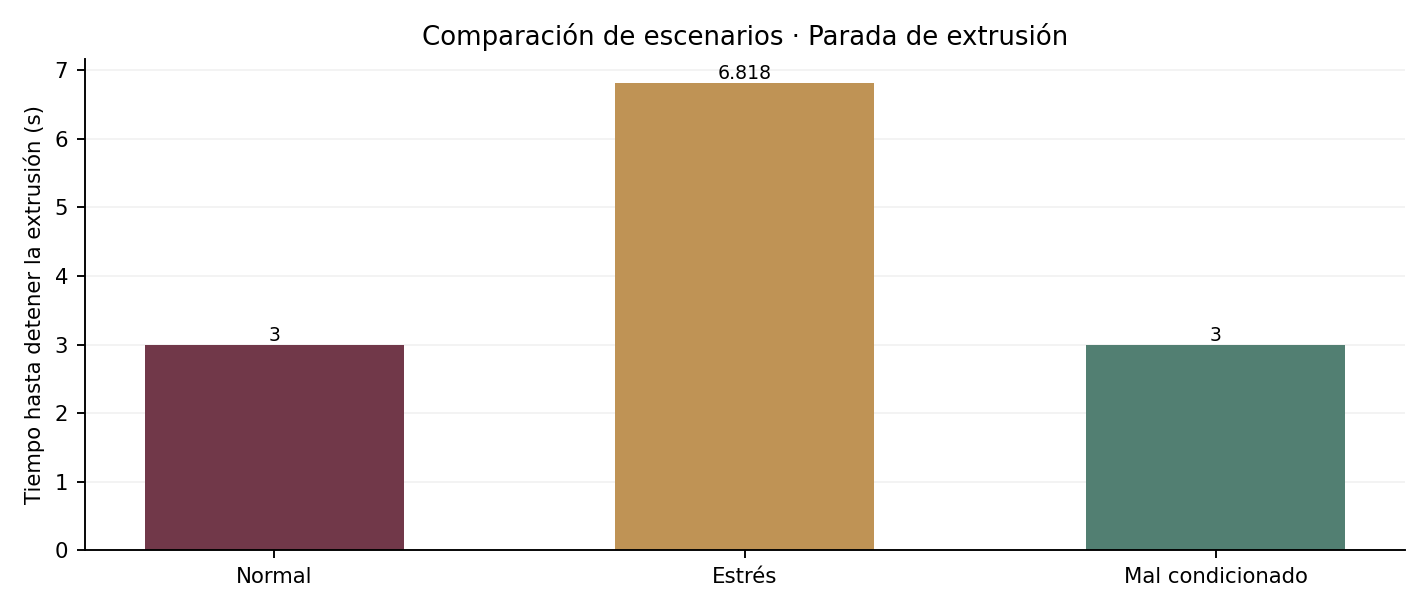 Comparación de escenarios · Parada de extrusión
Tiempo hasta detener la extrusión (s)
7
6
5
4
3
2
1
0
3
6.818
3
Normal
Estrés
Mal condicionado